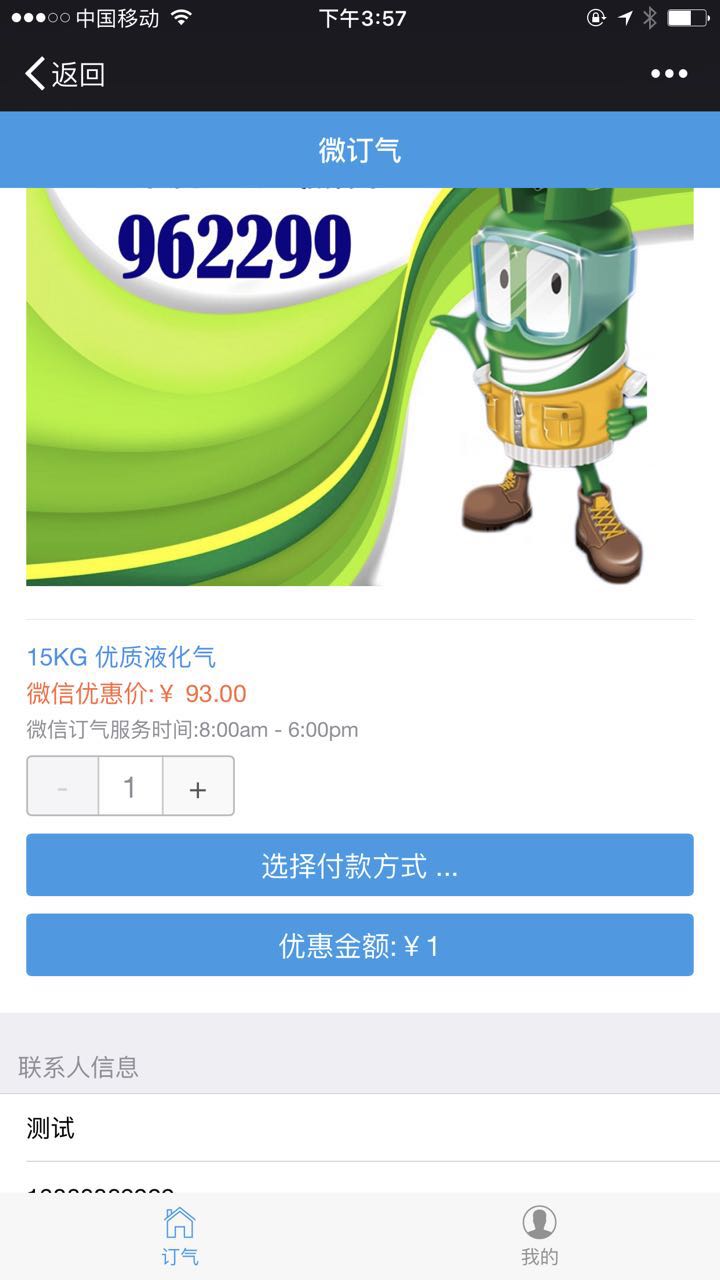 中国移动 下午3:57
返回
微订气
962299
15KG 优质液化气
微信优惠价:￥ 93.00
微信订气服务时间:8:00am - 6:00pm
- 1 +
选择付款方式 ...
优惠金额:￥1
联系人信息
测试
订气 我的